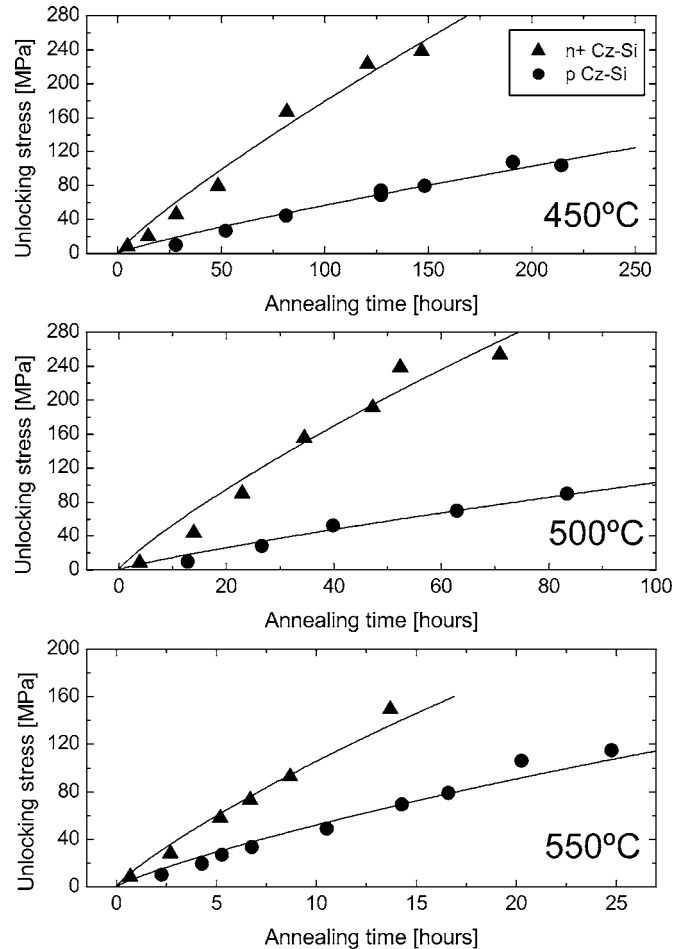 280
240
200
160
120
80
40
0
Unlocking stress [MPa]
n+ Cz-Si
p Cz-Si
450ºC
0 50 100 150 200 250
Annealing time [hours]
280
240
200
160
120
80
40
0
Unlocking stress [MPa]
500ºC
0 20 40 60 80 100
Annealing time [hours]
200
160
120
80
40
0
Unlocking stress [MPa]
550ºC
0 5 10 15 20 25
Annealing time [hours]